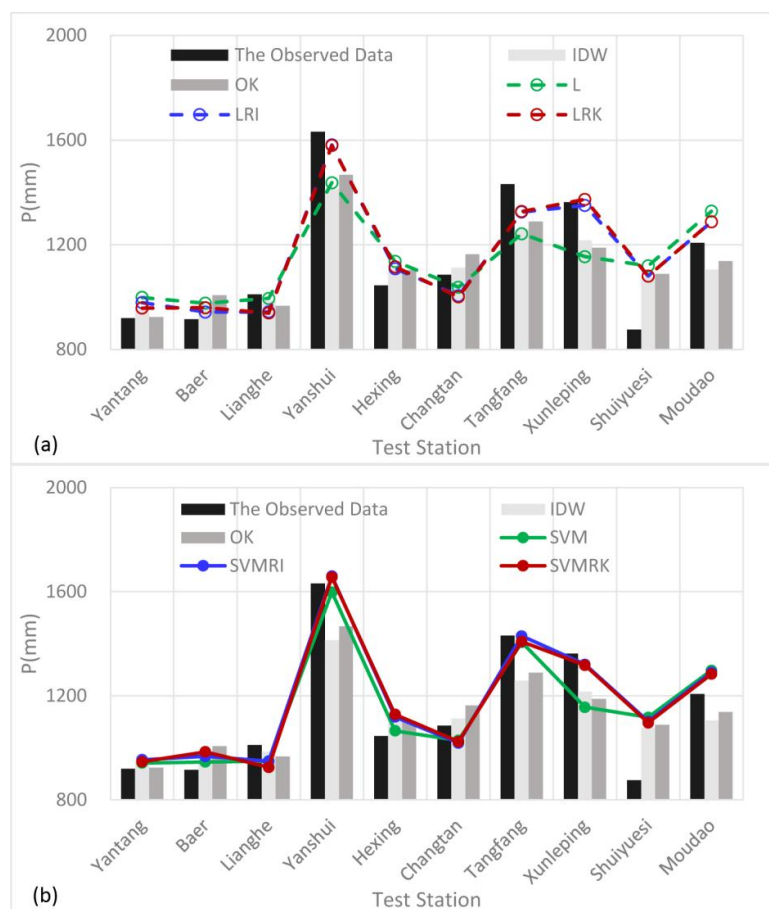 2000
The Observed Data
IDW
OK
L
LRI
LRK
1600
P(mm)
1200
800
Yantang
Baer
Lianghe
Yanshui
Hexing
Changtan
Tangfang
Xunleping
Shuiyuesi
Moudao
(a)
Test Station
2000
The Observed Data
IDW
OK
SVM
SVMRI
SVMRK
1600
P(mm)
1200
800
Yantang
Baer
Lianghe
Yanshui
Hexing
Changtan
Tangfang
Xunleping
Shuiyuesi
Moudao
(b)
Test Station